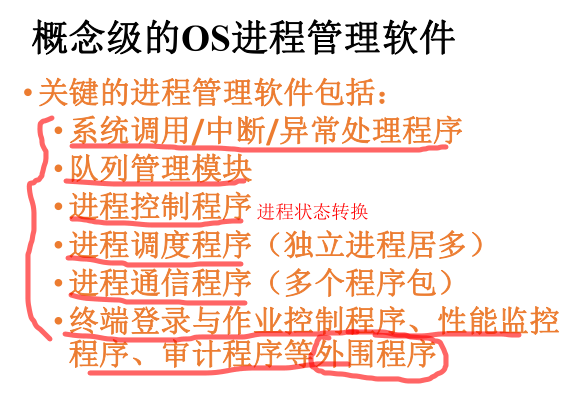 概念级的OS进程管理软件
•关键的进程管理软件包括：
•系统调用/中断/异常处理程序
•队列管理模块
•进程控制程序 进程状态转换
•进程调度程序（独立进程居多）
•进程通信程序（多个程序包）
•终端登录与作业控制程序、性能监控
程序、审计程序等外围程序